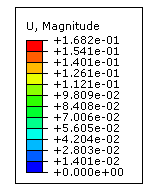 U, Magnitude
+1.682e-01
+1.541e-01
+1.401e-01
+1.261e-01
+1.121e-01
+9.809e-02
+8.408e-02
+7.006e-02
+5.605e-02
+4.204e-02
+2.803e-02
+1.401e-02
+0.000e+00